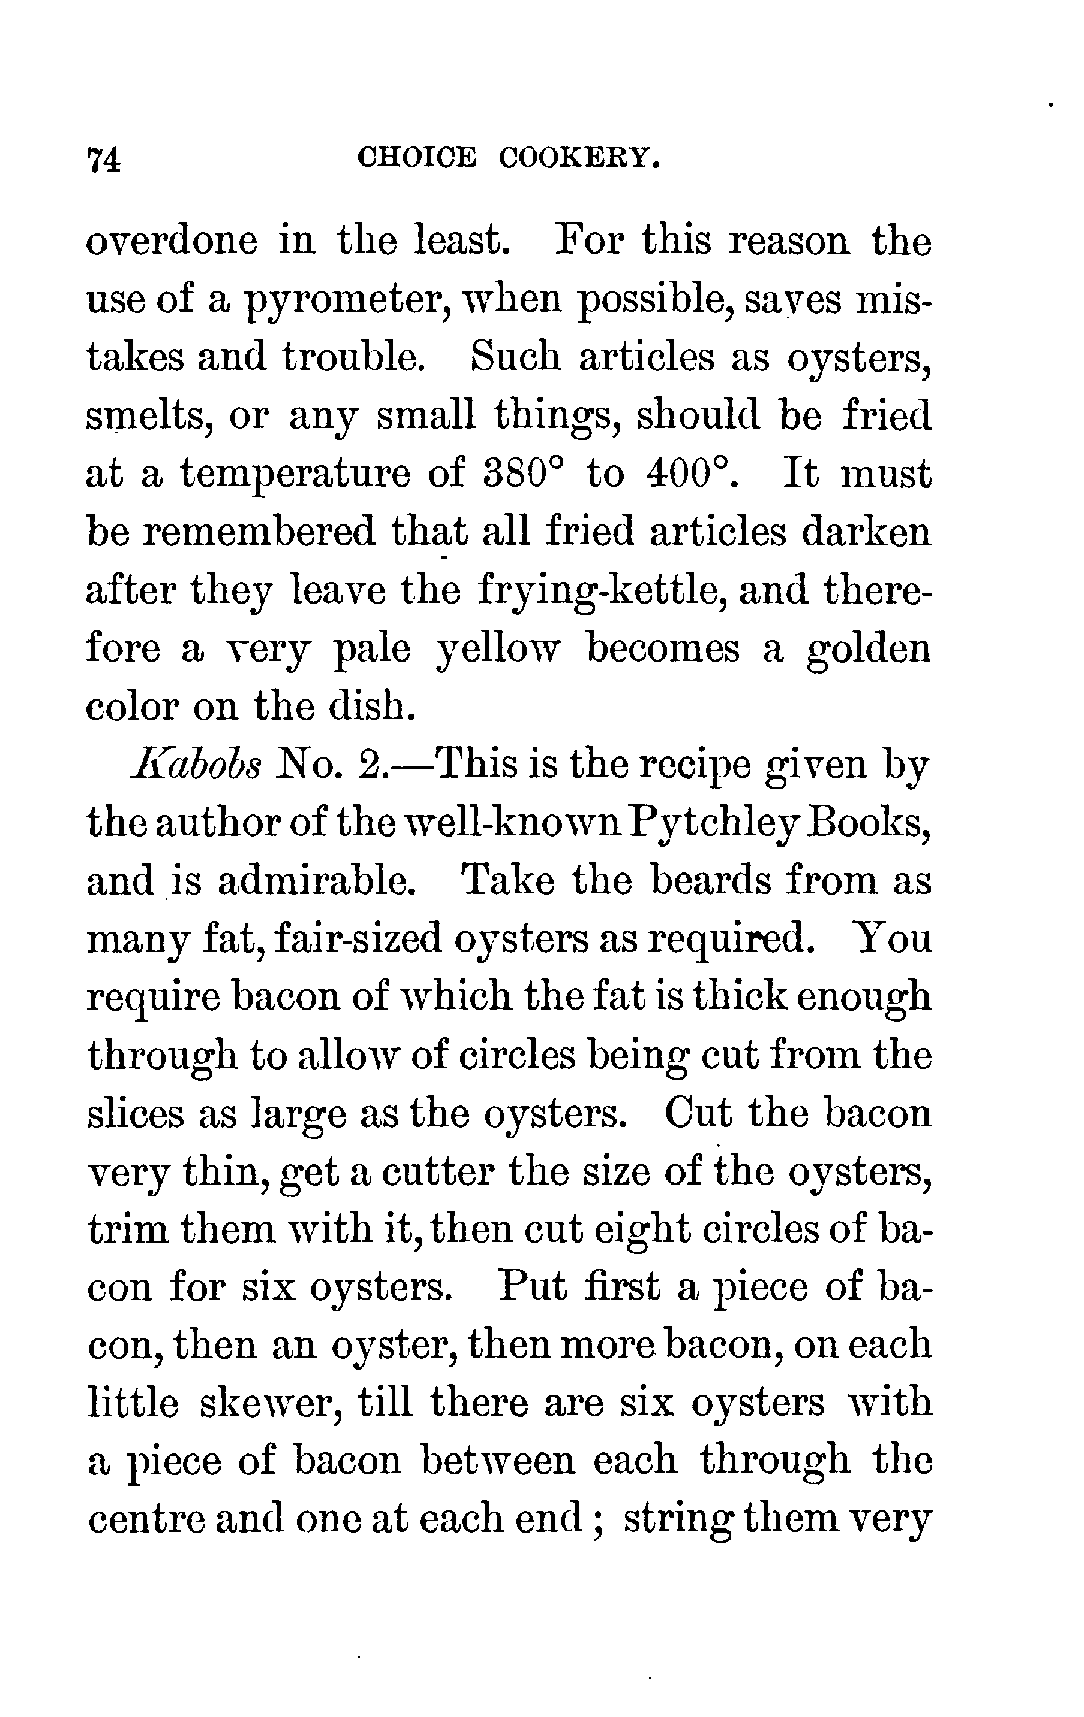 74 CHOICE COOKERY.
overdone in the least. For this reason the
use of a pyrometer, when possible, saves mis-
takes and trouble. Such articles as oysters,
smelts, or any small things, should be fried
at a temperature of 380° to 400°. It must
be remembered that all fried articles darken
after they leave the frying-kettle, and there-
fore a very pale yellow becomes a golden
color on the dish.
Kabobs No. 2.—This is the recipe given by
the author of the well-known Pytchley Books,
and is admirable. Take the beards from as
many fat, fair-sized oysters as required. You
require bacon of which the fat is thick enough
through to allow of circles being cut from the
slices as large as the oysters. Cut the bacon
very thin, get a cutter the size of the oysters,
trim them with it, then cut eight circles of ba-
con for six oysters. Put first a piece of ba-
con, then an oyster, then more bacon, on each
little skewer, till there are six oysters with
a piece of bacon between each through the
centre and one at each end; string them very